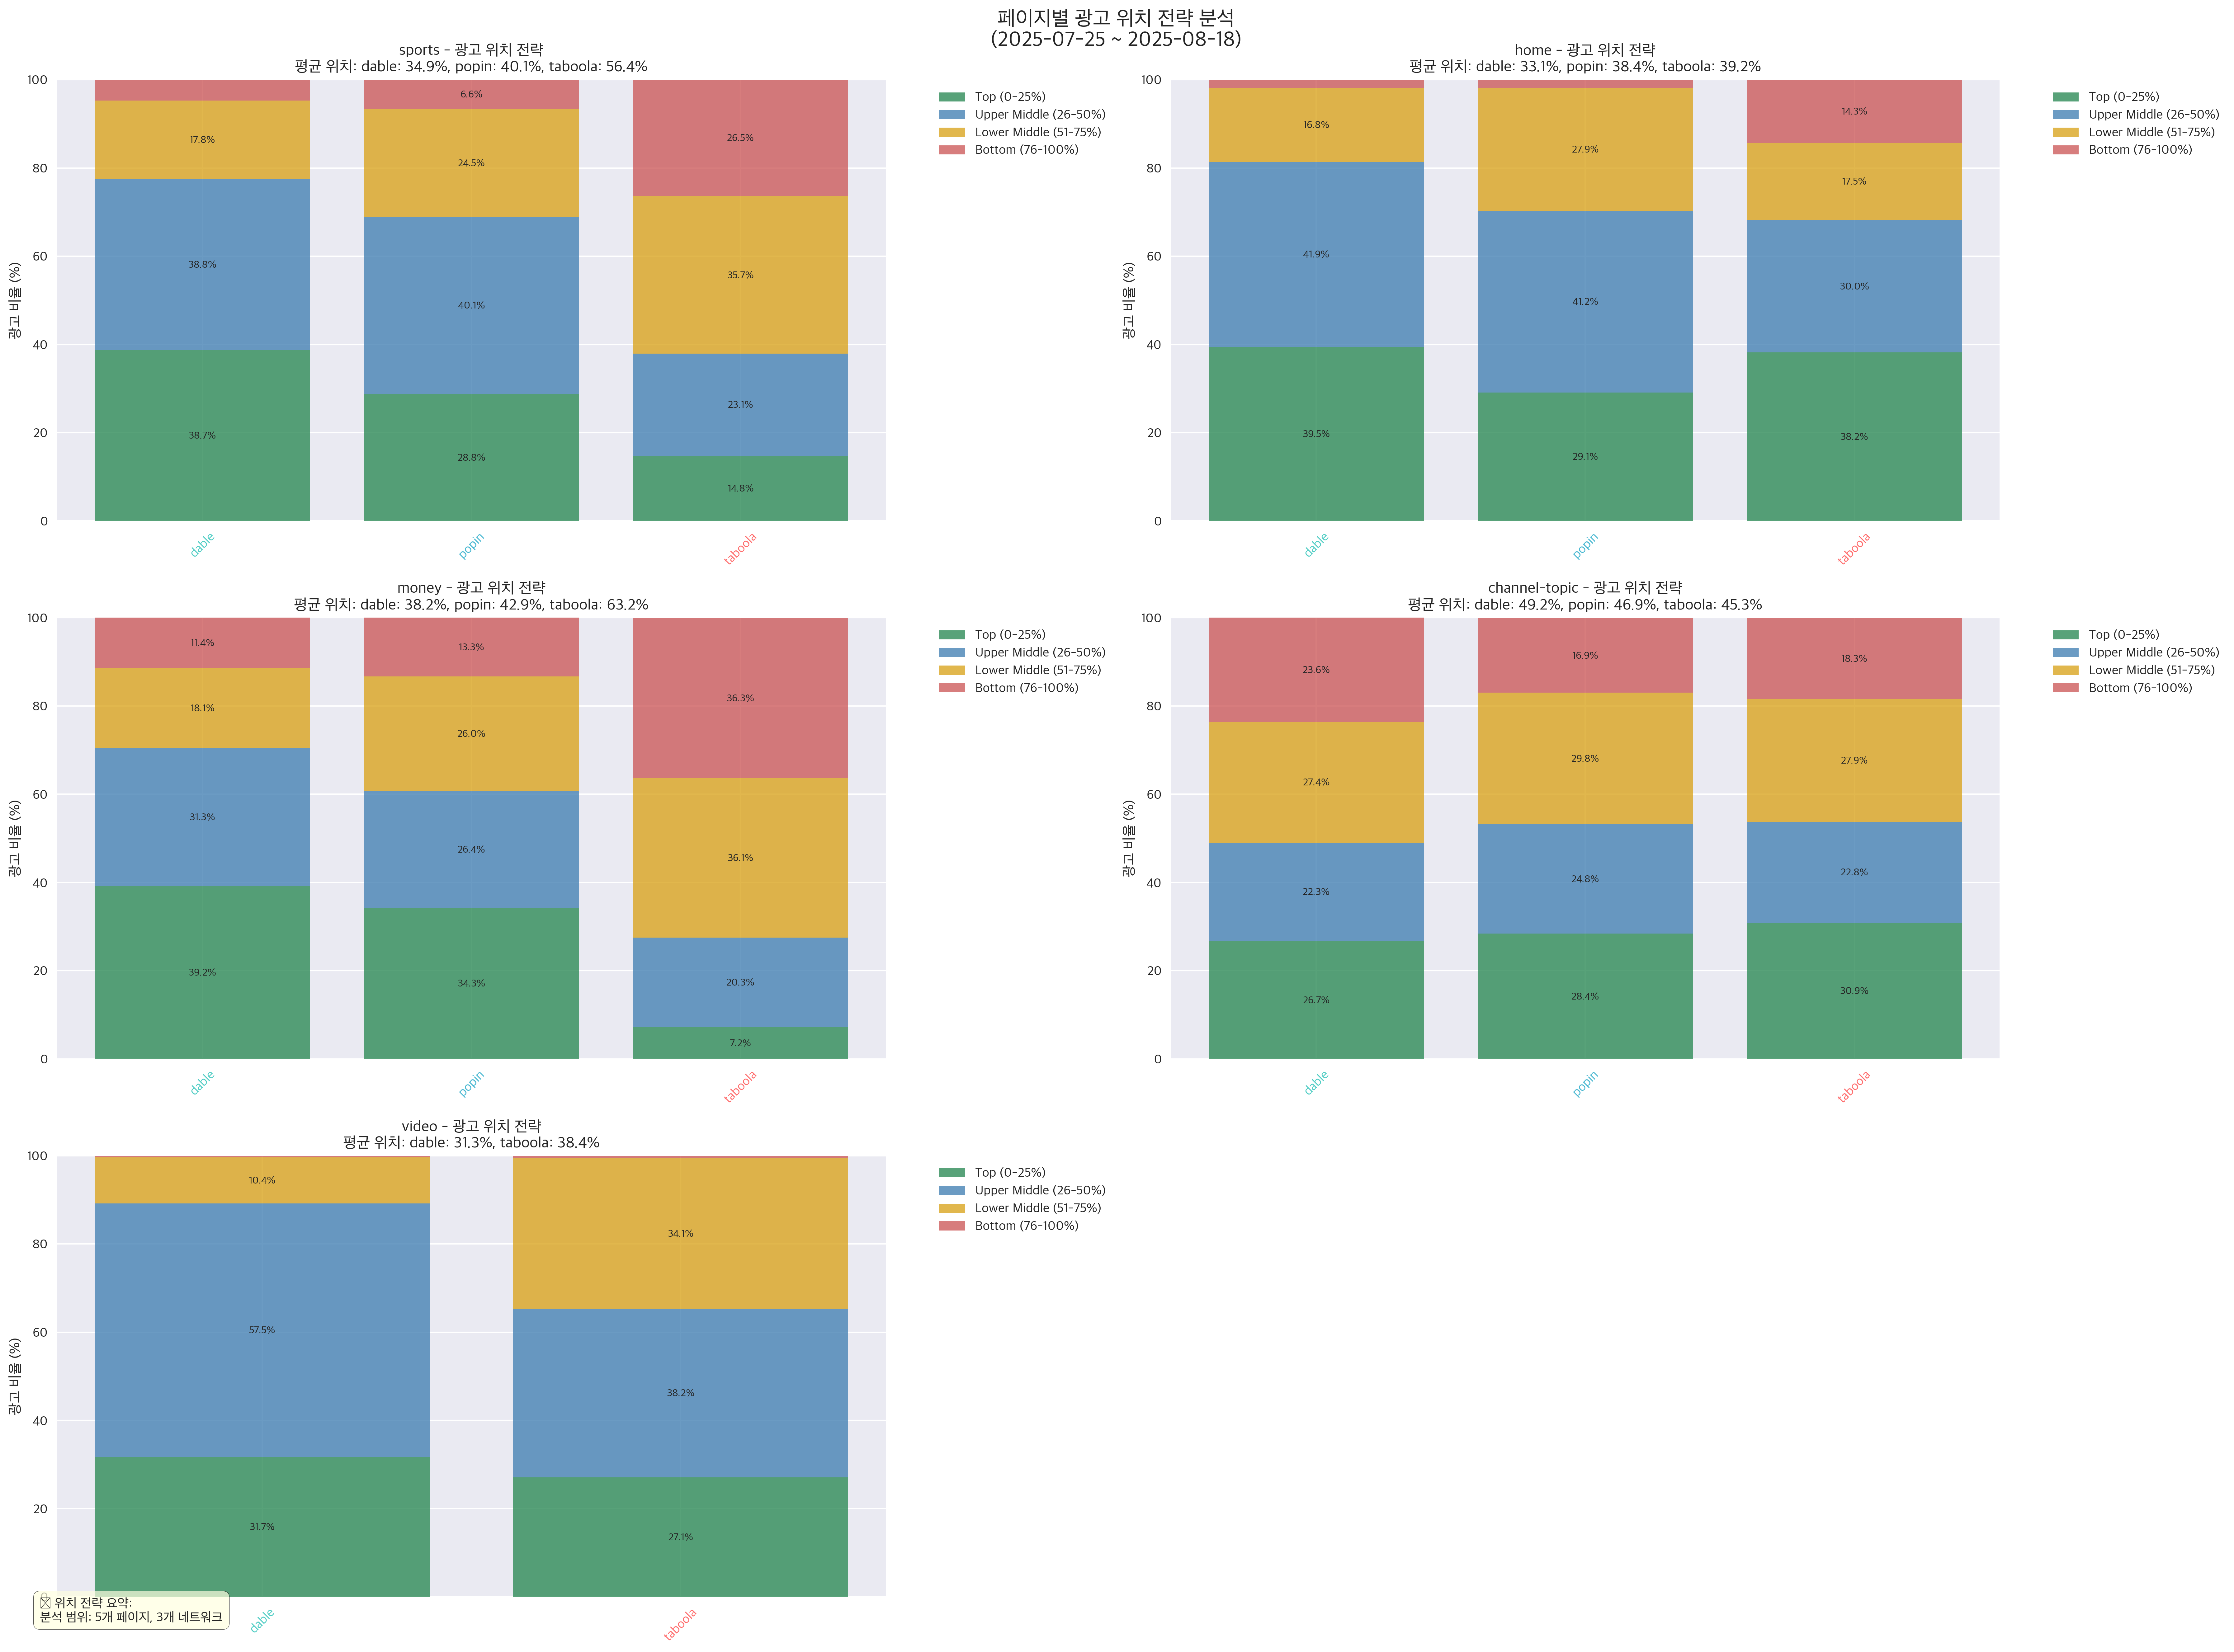 페이지별 광고 위치 전략 분석
(2025-07-25 ~ 2025-08-18)
sports - 광고 위치 전략
평균 위치: dable: 34.9%, popin: 40.1%, taboola: 56.4%
광고 비율 (%)
100
80
60
40
20
0
17.8%
38.8%
38.7%
6.6%
24.5%
40.1%
28.8%
26.5%
35.7%
23.1%
14.8%
dable
popin
taboola
Top (0-25%)
Upper Middle (26-50%)
Lower Middle (51-75%)
Bottom (76-100%)
home - 광고 위치 전략
평균 위치: dable: 33.1%, popin: 38.4%, taboola: 39.2%
광고 비율 (%)
100
80
60
40
20
0
16.8%
41.9%
39.5%
27.9%
41.2%
29.1%
14.3%
17.5%
30.0%
38.2%
dable
popin
taboola
Top (0-25%)
Upper Middle (26-50%)
Lower Middle (51-75%)
Bottom (76-100%)
money - 광고 위치 전략
평균 위치: dable: 38.2%, popin: 42.9%, taboola: 63.2%
광고 비율 (%)
100
80
60
40
20
0
11.4%
18.1%
31.3%
39.2%
13.3%
26.0%
26.4%
34.3%
36.3%
36.1%
20.3%
7.2%
dable
popin
taboola
Top (0-25%)
Upper Middle (26-50%)
Lower Middle (51-75%)
Bottom (76-100%)
channel-topic - 광고 위치 전략
평균 위치: dable: 49.2%, popin: 46.9%, taboola: 45.3%
광고 비율 (%)
100
80
60
40
20
0
23.6%
27.4%
22.3%
26.7%
16.9%
29.8%
24.8%
28.4%
18.3%
27.9%
22.8%
30.9%
dable
popin
taboola
Top (0-25%)
Upper Middle (26-50%)
Lower Middle (51-75%)
Bottom (76-100%)
video - 광고 위치 전략
평균 위치: dable: 31.3%, taboola: 38.4%
광고 비율 (%)
100
80
60
40
20
10.4%
57.5%
31.7%
34.1%
38.2%
27.1%
dable
taboola
Top (0-25%)
Upper Middle (26-50%)
Lower Middle (51-75%)
Bottom (76-100%)
위치 전략 요약:
분석 범위: 5개 페이지, 3개 네트워크